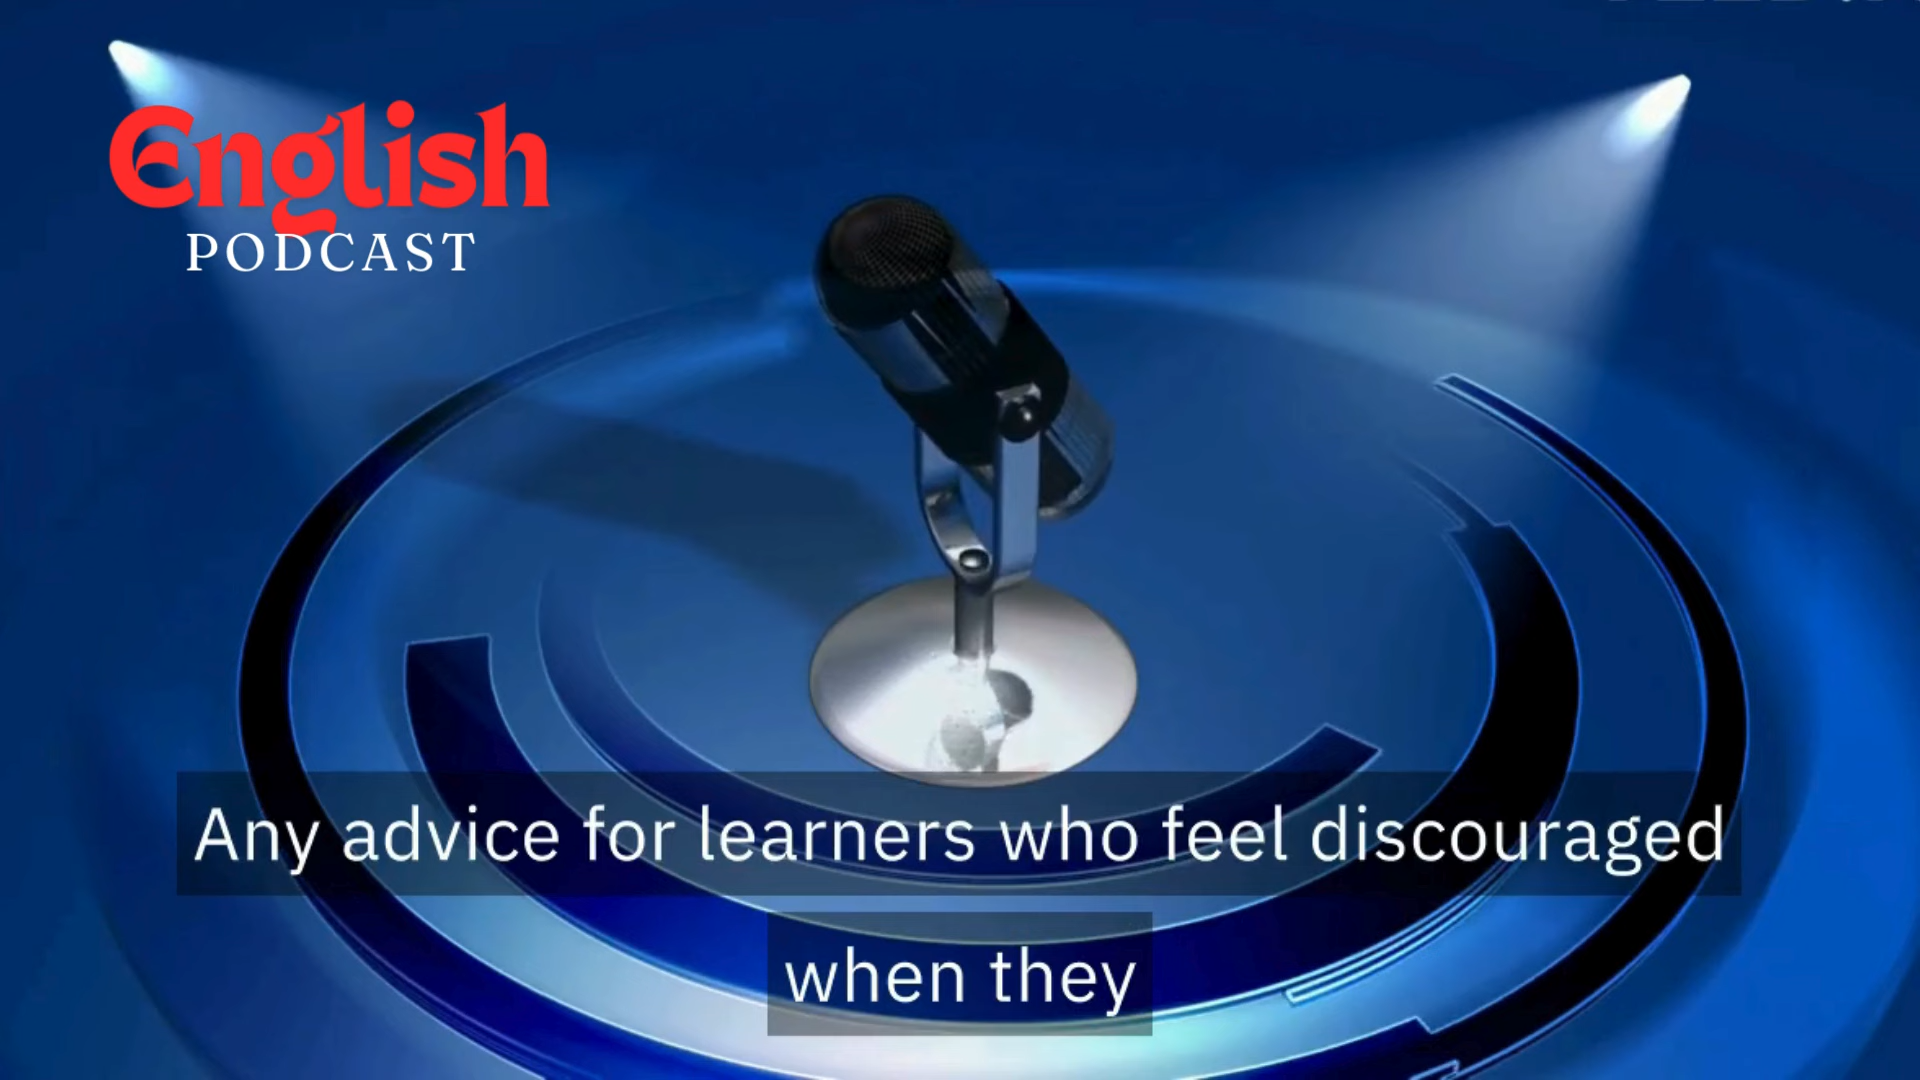 English
PODCAST
Any advice for learners who feel discouraged
when they